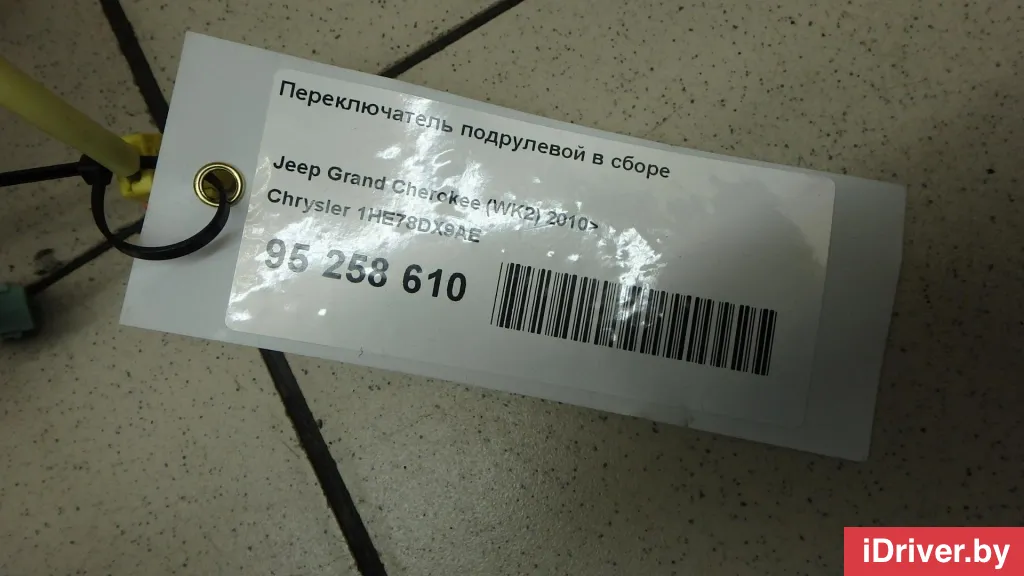 Переключатель подрулевой в сборе
Jeep Grand Cherokee (WK2) 2010>
Chrysler 1HE78DX9AE
95 258 610
iDriver.by